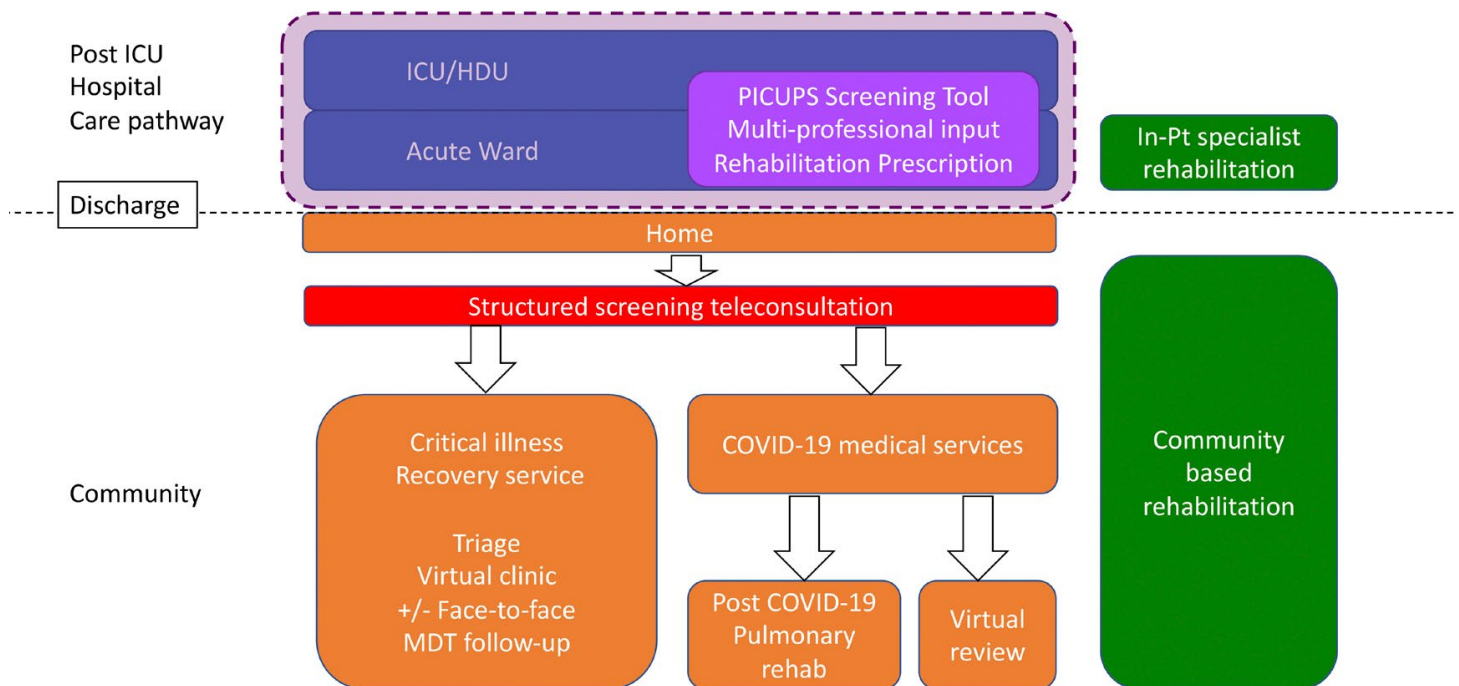 Post ICU
Hospital
Care pathway
ICU/HDU
Acute Ward
PICUPS Screening Tool
Multi-professional input
Rehabilitation Prescription
In-Pt specialist
rehabilitation
Discharge
Home
Structured screening teleconsultation
Community
Critical illness
Recovery service
Triage
Virtual clinic
+/- Face-to-face
MDT follow-up
COVID-19 medical services
Post COVID-19
Pulmonary
rehab
Virtual
review
Community
based
rehabilitation